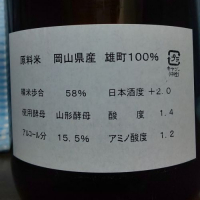 原料米　岡山県産　雄町100%
精米歩合　58%　日本酒度　+2.0
使用酵母　山形酵母　酸　度　1.4
アルコール分　15.5%　アミノ酸度　1.2